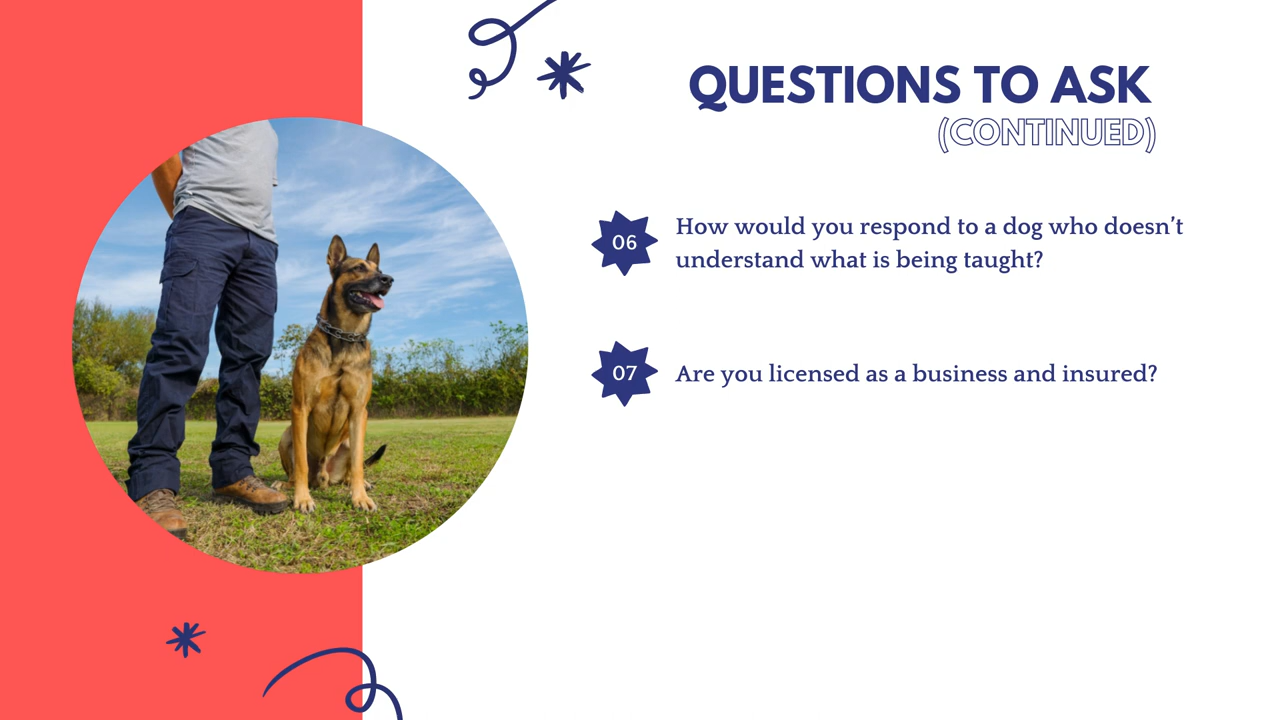 QUESTIONS TO ASK
(CONTINUED)
06
How would you respond to a dog who doesn’t
understand what is being taught?
07
Are you licensed as a business and insured?